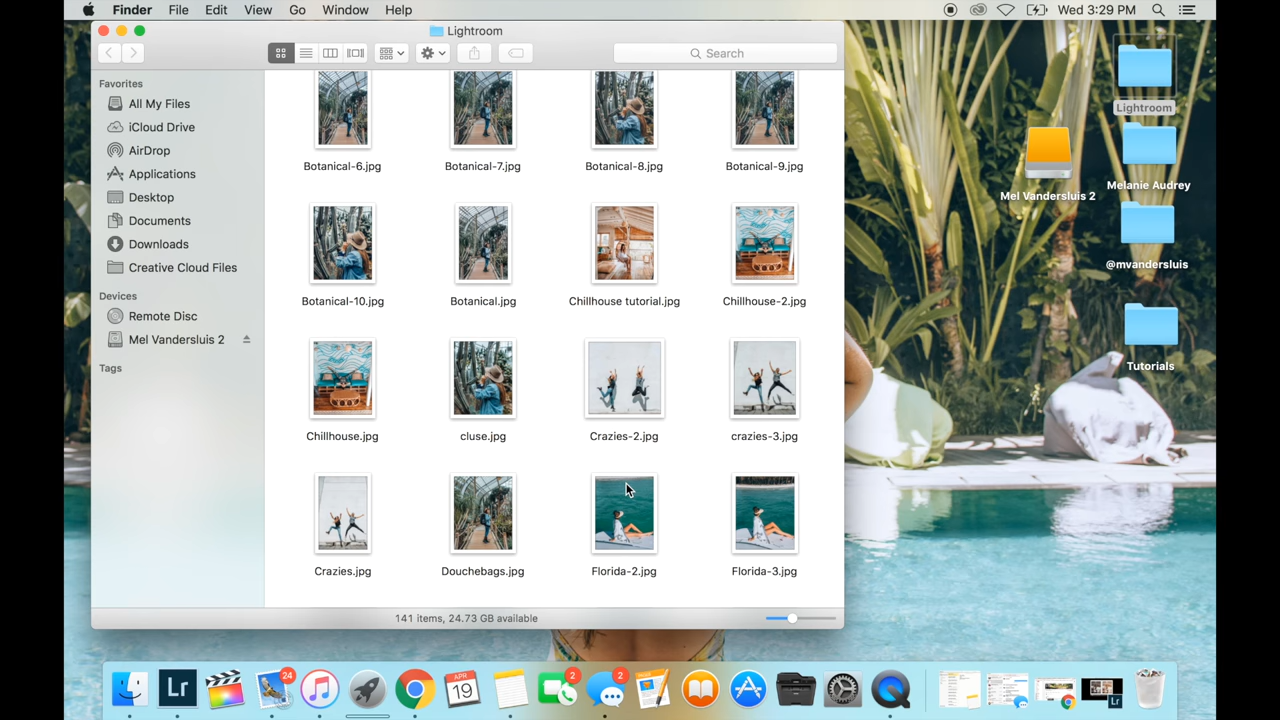 Finder File Edit View Go Window Help
Wed 3:29 PM
Lightroom
Search
Favorites
All My Files
iCloud Drive
AirDrop
Applications
Desktop
Documents
Downloads
Creative Cloud Files
Devices
Remote Disc
Mel Vandersluis 2
Tags
Botanical-6.jpg Botanical-7.jpg Botanical-8.jpg Botanical-9.jpg
Botanical-10.jpg Botanical.jpg Chillhouse tutorial.jpg Chillhouse-2.jpg
Chillhouse.jpg cluse.jpg Crazies-2.jpg crazies-3.jpg
Crazies.jpg Douchebags.jpg Florida-2.jpg Florida-3.jpg
141 items, 24.73 GB available
Lightroom
Mel Vandersluis 2
Melanie Audrey
@mvandersluis
Tutorials
Lr
24
APR
19
2
2
Lr